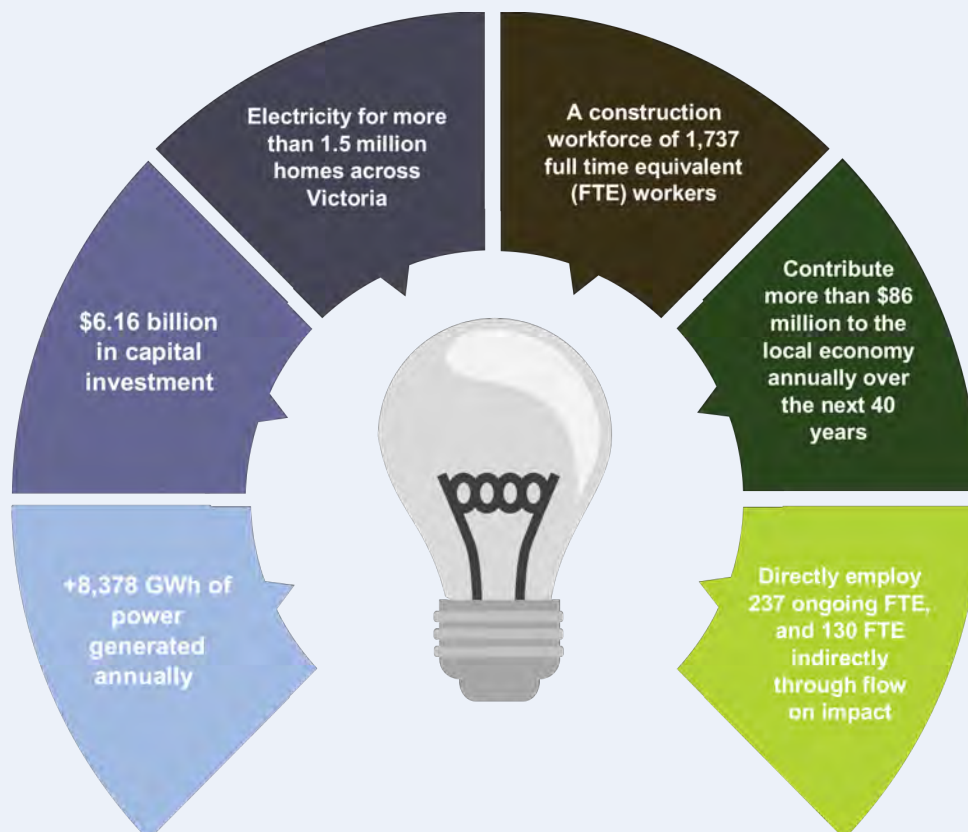 +8,378 GWh of
power
generated
annually
$6.16 billion
in capital
investment
Electricity for more
than 1.5 million
homes across
Victoria
A construction
workforce of 1,737
full time equivalent
(FTE) workers
Contribute
more than $86
million to the
local economy
annually over
the next 40
years
Directly employ
237 ongoing FTE,
and 130 FTE
indirectly
through flow
on impact